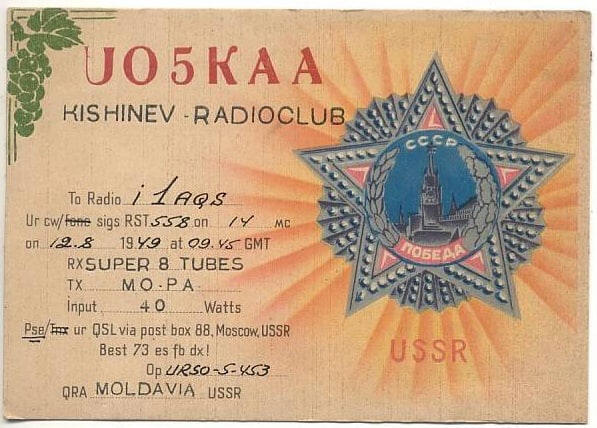 UO5KAA
KISHINEV - RADIOCLUB
To Radio i1AQS
Ur cw/fone sigs RST 558 on 14 mc
on 12.8 1949 at 09.45 GMT
RX SUPER 8 TUBES
TX MO-PA
Input 40 Watts
Pse/Tnx ur QSL via post box 88, Moscow, USSR
Best 73 es fb dx!
Op URSO-5-453
QRA MOLDAVIA USSR
СССР
ПОБЕДА
USSR